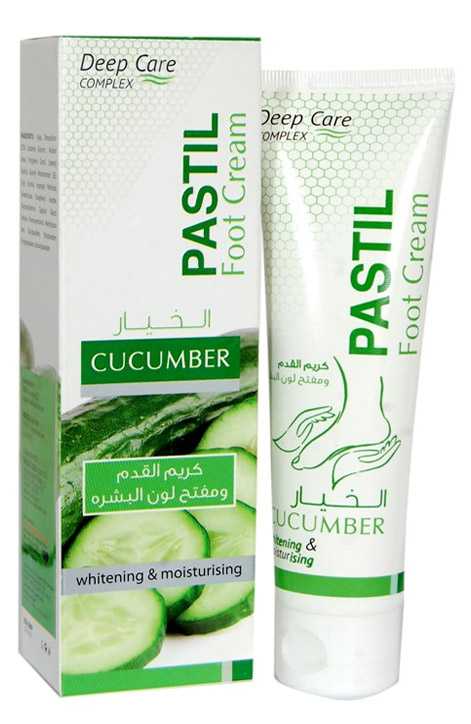 Deep Care
COMPLEX
PASTIL
Foot Cream
الخيار
CUCUMBER
كريم القدم
ومفتح لون البشره
whitening & moisturising
Deep Care
COMPLEX
PASTIL
Foot Cream
كريم القدم
ومفتح لون
الخيار
CUCUMBER
whitening &
moisturising